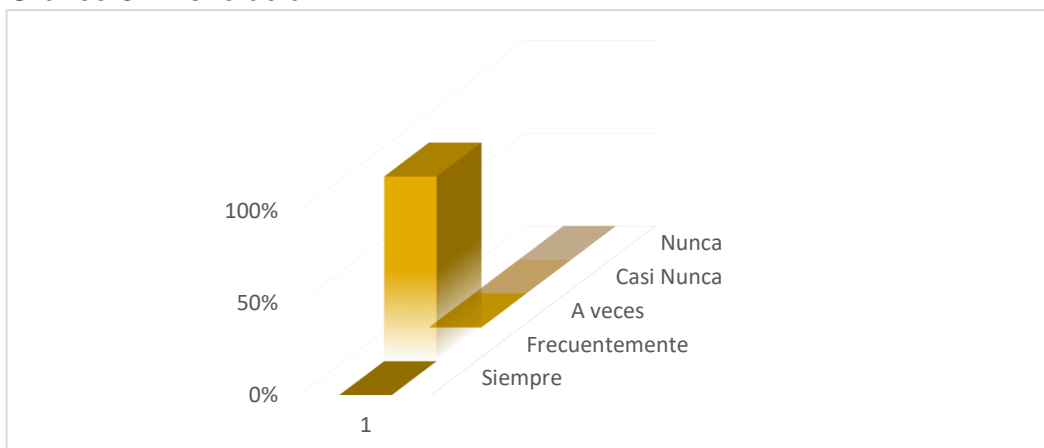 100%
50%
0%
Nunca
Casi Nunca
A veces
Frecuentemente
Siempre
1